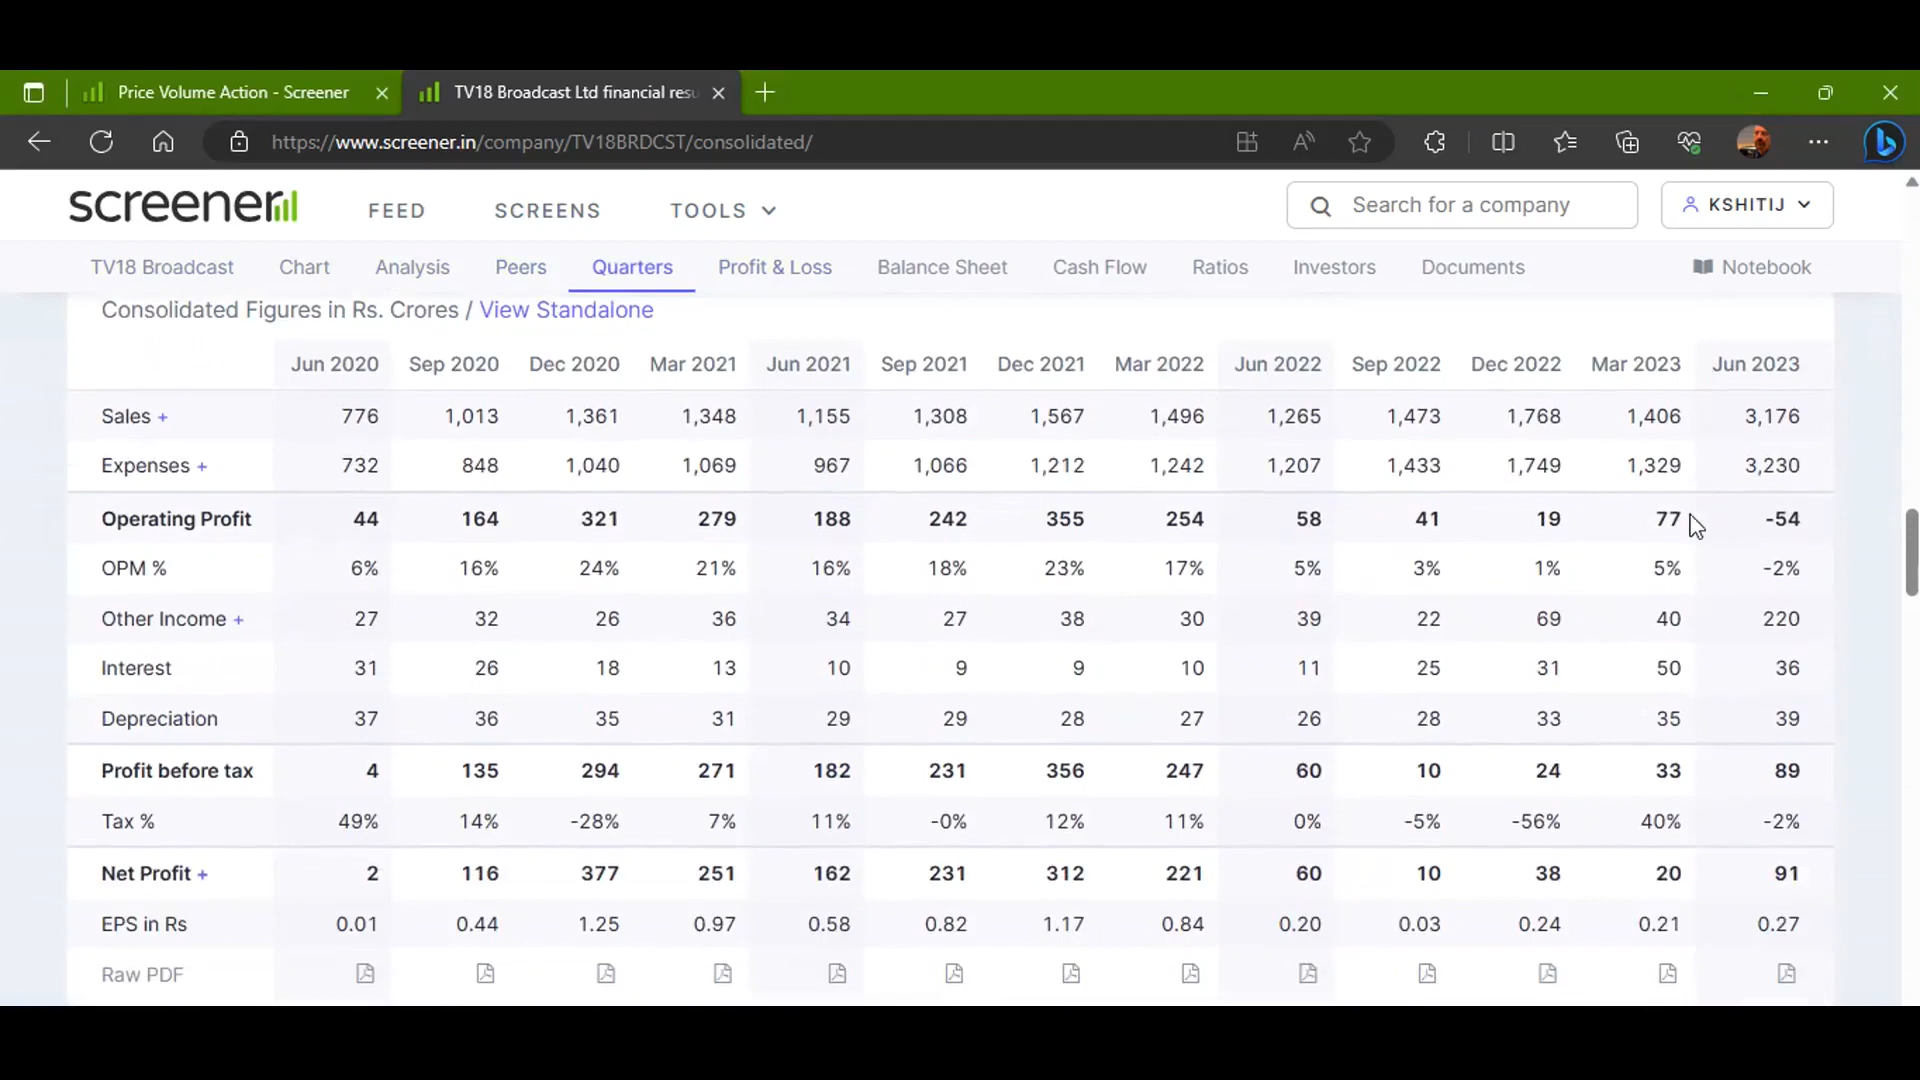 Price Volume Action - Screener
TV18 Broadcast Ltd financial resu
https://www.screener.in/company/TV18BRDCST/consolidated/
screener FEED SCREENS TOOLS Search for a company KSHITIJ
TV18 Broadcast Chart Analysis Peers Quarters Profit & Loss Balance Sheet Cash Flow Ratios Investors Documents Notebook
Consolidated Figures in Rs. Crores / View Standalone
Jun 2020 Sep 2020 Dec 2020 Mar 2021 Jun 2021 Sep 2021 Dec 2021 Mar 2022 Jun 2022 Sep 2022 Dec 2022 Mar 2023 Jun 2023
Sales + 776 1,013 1,361 1,348 1,155 1,308 1,567 1,496 1,265 1,473 1,768 1,406 3,176
Expenses + 732 848 1,040 1,069 967 1,066 1,212 1,242 1,207 1,433 1,749 1,329 3,230
Operating Profit 44 164 321 279 188 242 355 254 58 41 19 77 -54
OPM % 6% 16% 24% 21% 16% 18% 23% 17% 5% 3% 1% 5% -2%
Other Income + 27 32 26 36 34 27 38 30 39 22 69 40 220
Interest 31 26 18 13 10 9 9 10 11 25 31 50 36
Depreciation 37 36 35 31 29 29 28 27 26 28 33 35 39
Profit before tax 4 135 294 271 182 231 356 247 60 10 24 33 89
Tax % 49% 14% -28% 7% 11% -0% 12% 11% 0% -5% -56% 40% -2%
Net Profit + 2 116 377 251 162 231 312 221 60 10 38 20 91
EPS in Rs 0.01 0.44 1.25 0.97 0.58 0.82 1.17 0.84 0.20 0.03 0.24 0.21 0.27
Raw PDF